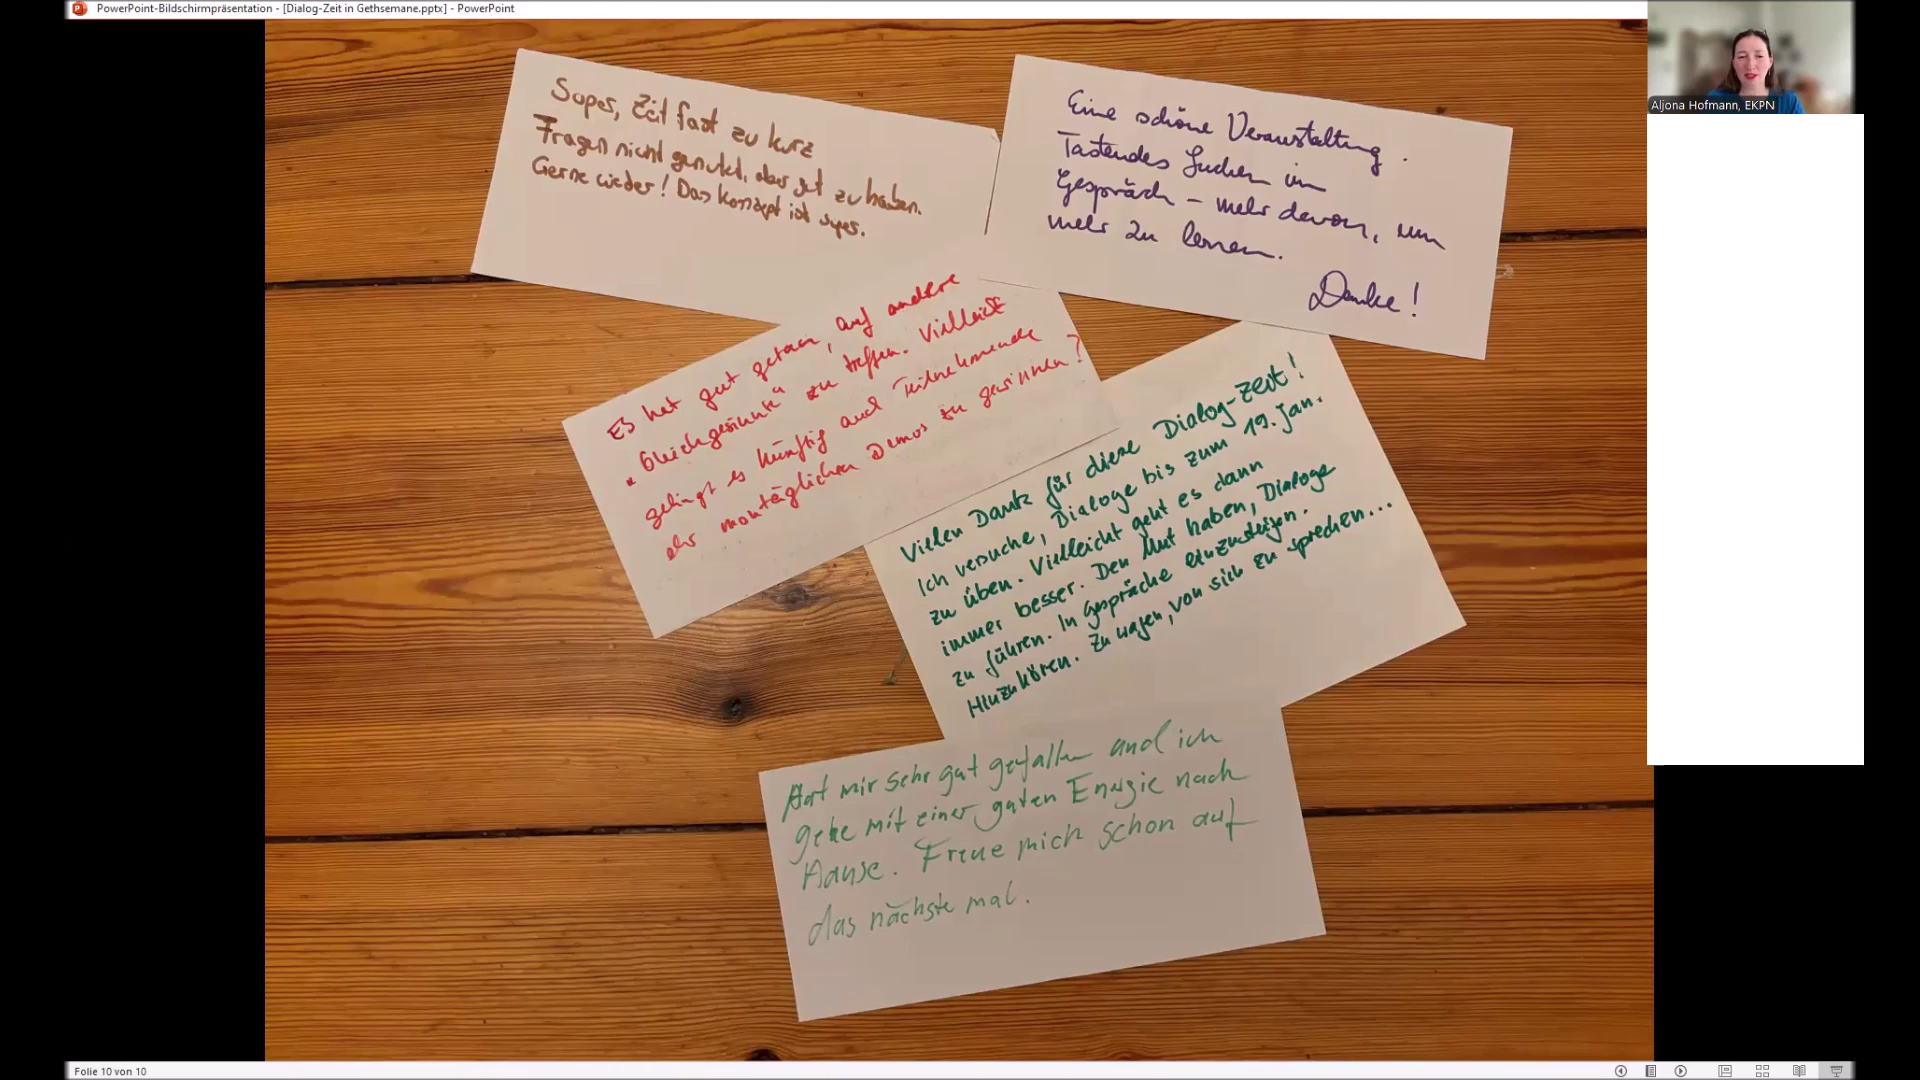 PowerPoint-Bildschirmpräsentation - [Dialog-Zeit in Gethsemane.pptx] - PowerPoint
Aljona Hofmann, EKPN
Super, Zeit fast zu kurz
Fragen nicht genutzt, aber gut zu haben.
Gerne wieder! Das Konzept ist super.
Eine schöne Veranstaltung.
Tastendes Suchen im
Gespräch - mehr davon, um
mehr zu lernen.
Danke!
Es hat gut getan, auf andere
"Gleichgesinnte" zu treffen. Vielleicht
gelingt es künftig auch Teilnehmende
der montäglichen Demos zu gewinnen?
Vielen Dank für diese Dialog-Zeit!
Ich versuche, Dialoge bis zum 19. Jan.
zu üben. Vielleicht geht es dann
immer besser. Den Mut haben, Dialoge
zu führen. In Gespräche einzusteigen.
Hinzuhören. Zu wagen, von sich zu sprechen...
Hat mir sehr gut gefallen und ich
gehe mit einer guten Energie nach
Hause. Freue mich schon auf
das nächste mal.
Folie 10 von 10